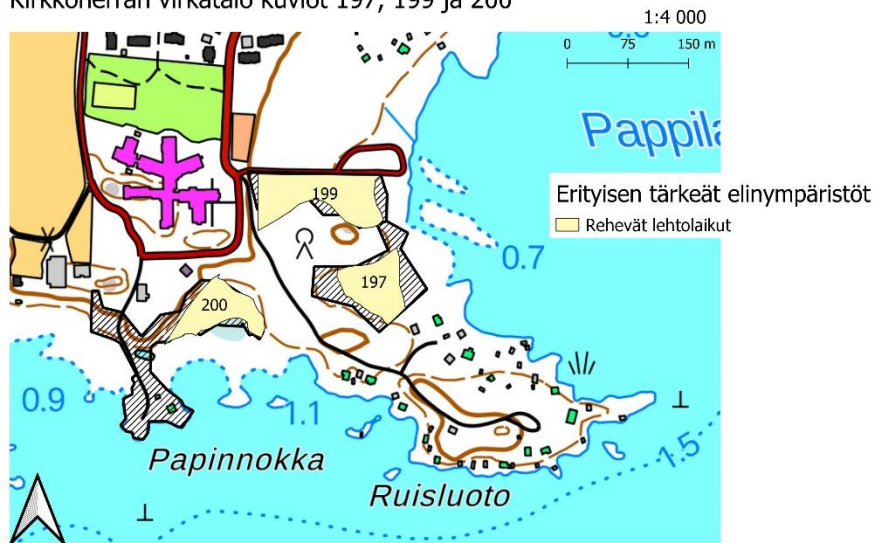 Kirkkoherran virkatalo kuviot 197, 199 ja 200
1:4 000
0 75 150 m
Erityisen tärkeät elinympäristöt
Rehevät lehtolaikut
199
0.7
197
200
0.9
1.1
1.5
Papinnokka
Ruisluoto